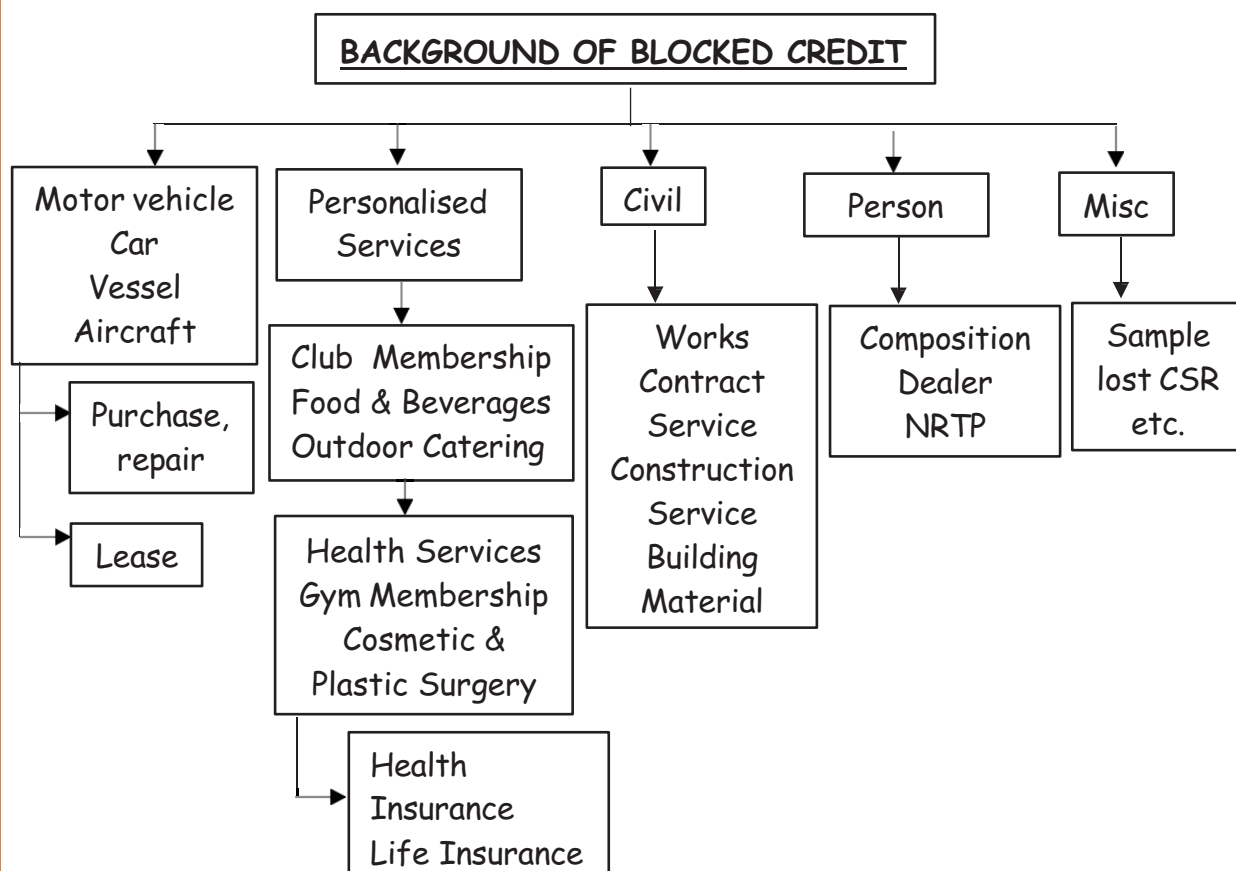 BACKGROUND OF BLOCKED CREDIT
Motor vehicle
Car
Vessel
Aircraft
Purchase,
repair
Lease
Personalised
Services
Club Membership
Food & Beverages
Outdoor Catering
Health Services
Gym Membership
Cosmetic &
Plastic Surgery
Health
Insurance
Life Insurance
Civil
Works
Contract
Service
Construction
Service
Building
Material
Person
Composition
Dealer
NRTP
Misc
Sample
lost CSR
etc.